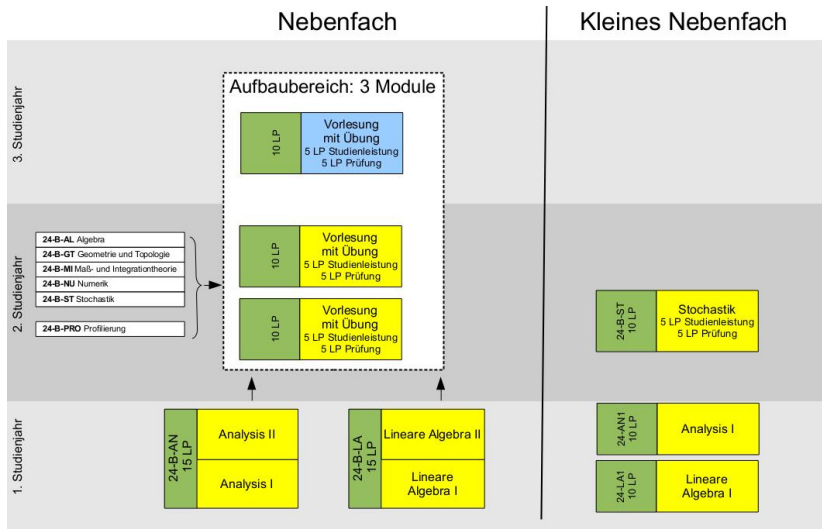 Nebenfach
Kleines Nebenfach
3. Studienjahr
Aufbaubereich: 3 Module
10 LP
Vorlesung
mit Übung
5 LP Studienleistung
5 LP Prüfung
2. Studienjahr
24-B-AL Algebra
24-B-GT Geometrie und Topologie
24-B-MI Maß- und Integrationtheorie
24-B-NU Numerik
24-B-ST Stochastik
24-B-PRO Profilierung
10 LP
Vorlesung
mit Übung
5 LP Studienleistung
5 LP Prüfung
10 LP
Vorlesung
mit Übung
5 LP Studienleistung
5 LP Prüfung
24-B-ST
10 LP
Stochastik
5 LP Studienleistung
5 LP Prüfung
1. Studienjahr
24-B-AN
15 LP
Analysis II
Analysis I
24-B-LA
15 LP
Lineare Algebra II
Lineare
Algebra I
24-AN1
10 LP
Analysis I
24-LA1
10 LP
Lineare
Algebra I